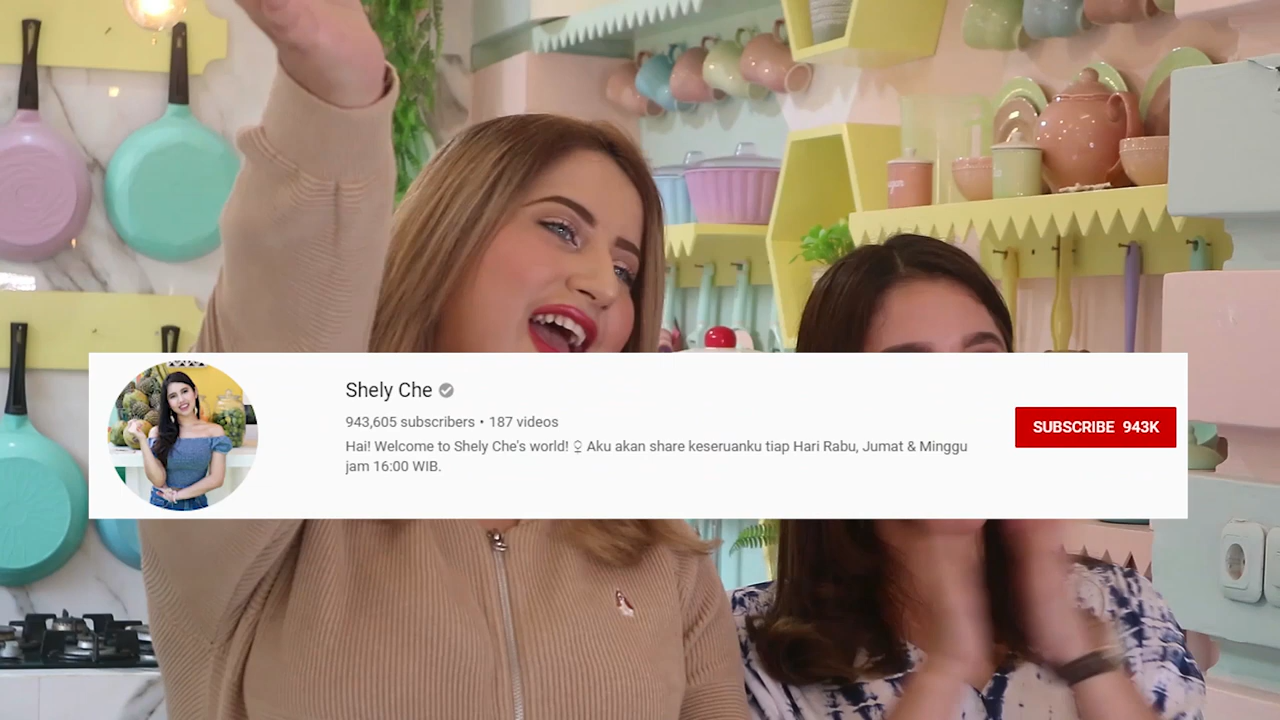 Shely Che
943,605 subscribers • 187 videos
Hai! Welcome to Shely Che's world! Aku akan share keseruanku tiap Hari Rabu, Jumat & Minggu
jam 16:00 WIB.
SUBSCRIBE 943K